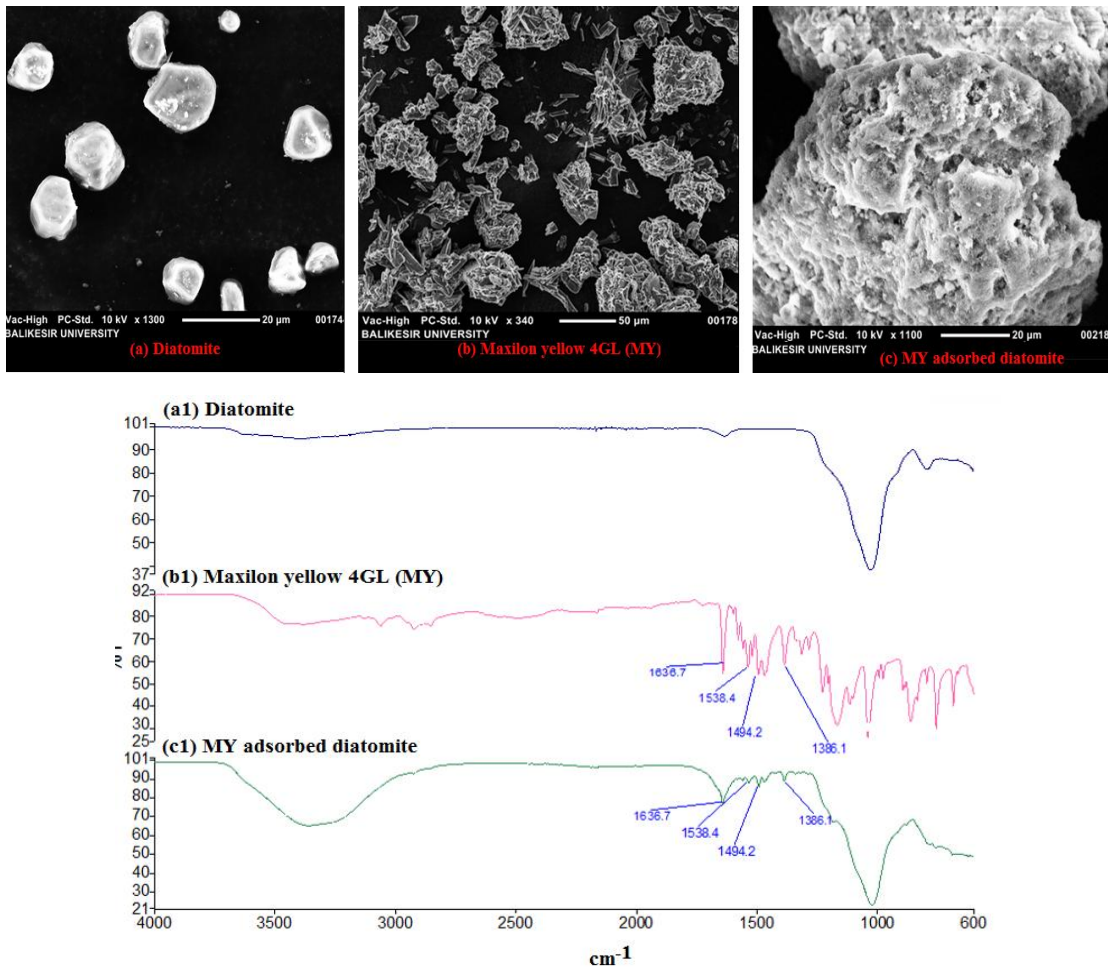 Vac-High PC-Std. 10 kV x 1300 20 µm 00174
BALIKESIR UNIVERSITY
(a) Diatomite
Vac-High PC-Std. 10 kV x 340 50 µm 00178
BALIKESIR UNIVERSITY
(b) Maxilon yellow 4GL (MY)
Vac-High PC-Std. 10 kV x 1100 20 µm 00218
BALIKESIR UNIVERSITY
(c) MY adsorbed diatomite
(a1) Diatomite
101
90
80
70
60
50
37
(b1) Maxilon yellow 4GL (MY)
92
80
70
60
50
40
30
25
1636.7
1538.4
1494.2
1386.1
(c1) MY adsorbed diatomite
101
90
80
70
60
50
40
30
21
1636.7
1538.4
1494.2
1386.1
4000 3500 3000 2500 2000 1500 1000 600
cm-1